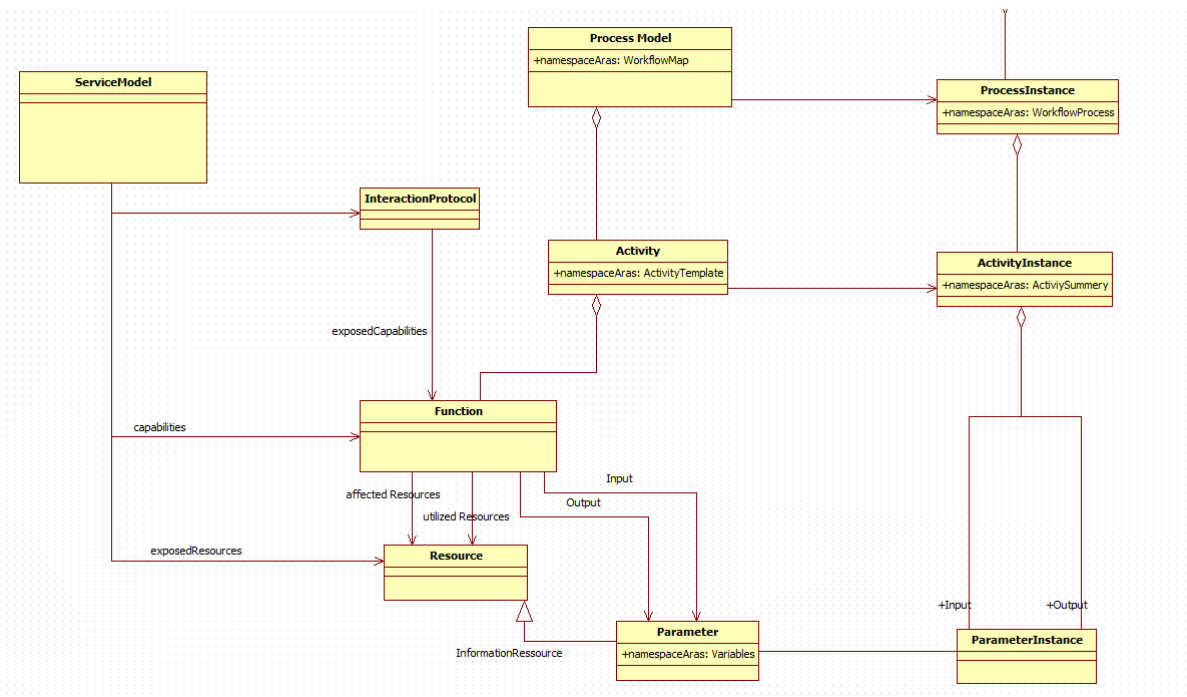 Process Model
+namespaceAras: WorkflowMap
ServiceModel
ProcessInstance
+namespaceAras: WorkflowProcess
InteractionProtocol
Activity
+namespaceAras: ActivityTemplate
ActivityInstance
+namespaceAras: ActiviySummery
exposedCapabilities
Function
capabilities
Input
affected Resources
Output
utilized Resources
exposedResources
Resource
+Input
+Output
Parameter
+namespaceAras: Variables
ParameterInstance
InformationRessource